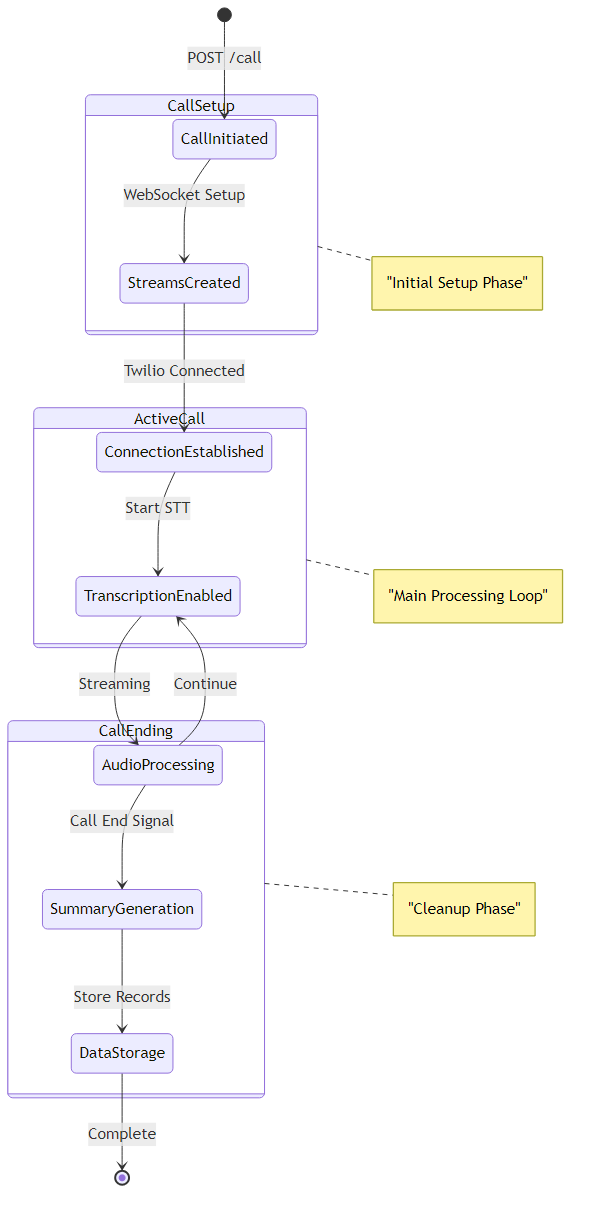 POST /call
CallSetup
CallInitiated
WebSocket Setup
StreamsCreated
"Initial Setup Phase"
Twilio Connected
ActiveCall
ConnectionEstablished
Start STT
TranscriptionEnabled
"Main Processing Loop"
Streaming
Continue
CallEnding
AudioProcessing
Call End Signal
SummaryGeneration
"Cleanup Phase"
Store Records
DataStorage
Complete